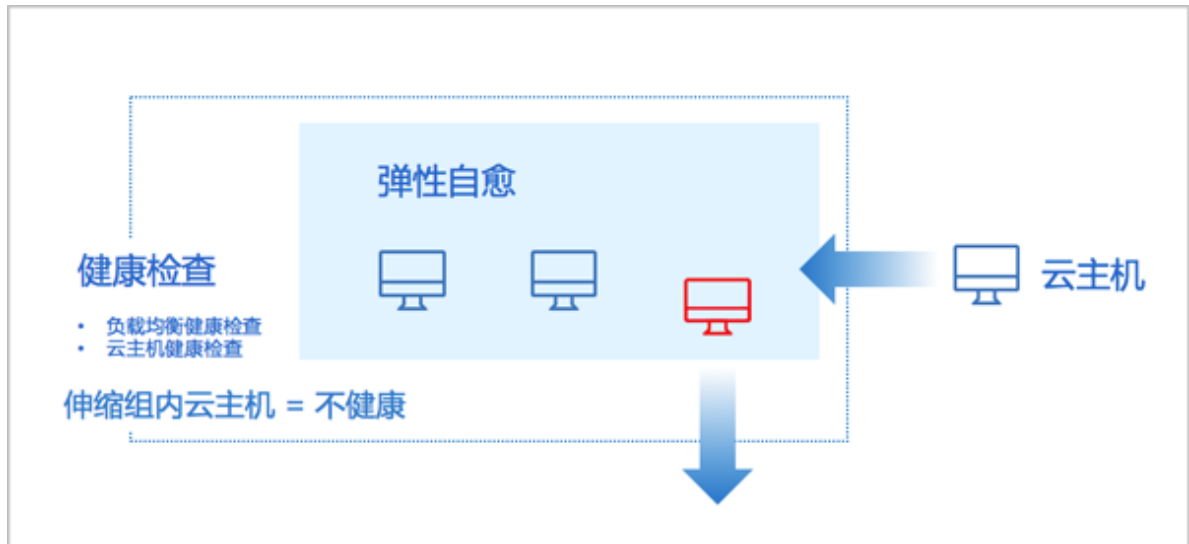 弹性自愈
健康检查
• 负载均衡健康检查
• 云主机健康检查
云主机
伸缩组内云主机 = 不健康